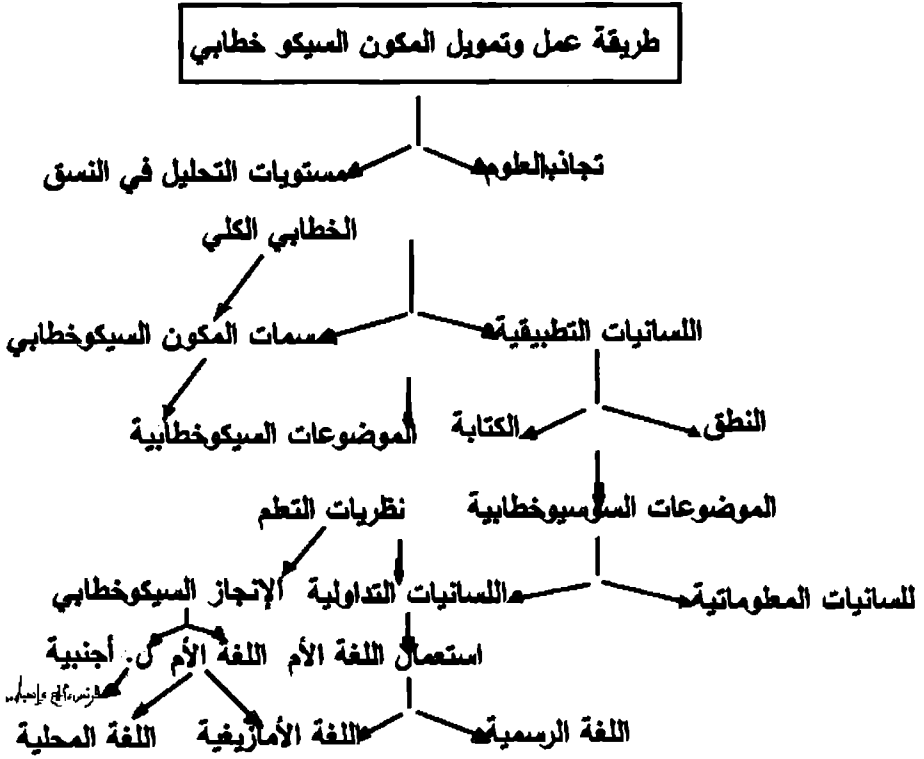 طريقة عمل وتمويل المكون السيكو خطابي
تجاذب العلوم مستويات التحليل في النسق
الخطابي الكلي
اللسانيات التطبيقية سمات المكون السيكوخطابي
النطق الكتابة الموضوعات السيكوخطابية
الموضوعات السوسيوخطابية نظريات التعلم
للسانيات المعلوماتية اللسانيات التداولية الإنجاز السيكوخطابي
استعمال اللغة الأم اللغة الأم ل. أجنبية
اللغة الرسمية اللغة الأمازيغية اللغة المحلية